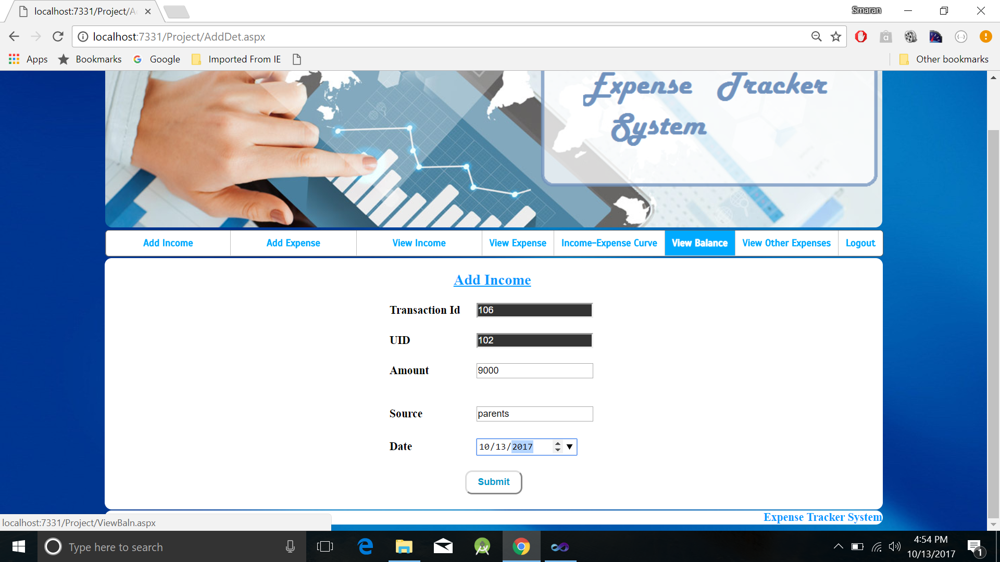 localhost:7331/Project/A
Smaran
localhost:7331/Project/AddDet.aspx
Apps
Bookmarks
Google
Imported From IE
Other bookmarks
Expense Tracker
System
Add Income
Add Expense
View Income
View Expense
Income-Expense Curve
View Balance
View Other Expenses
Logout
Add Income
Transaction Id
106
UID
102
Amount
9000
Source
parents
Date
10/13/2017
Submit
Expense Tracker System
localhost:7331/Project/ViewBaln.aspx
Type here to search
4:54 PM
10/13/2017
1